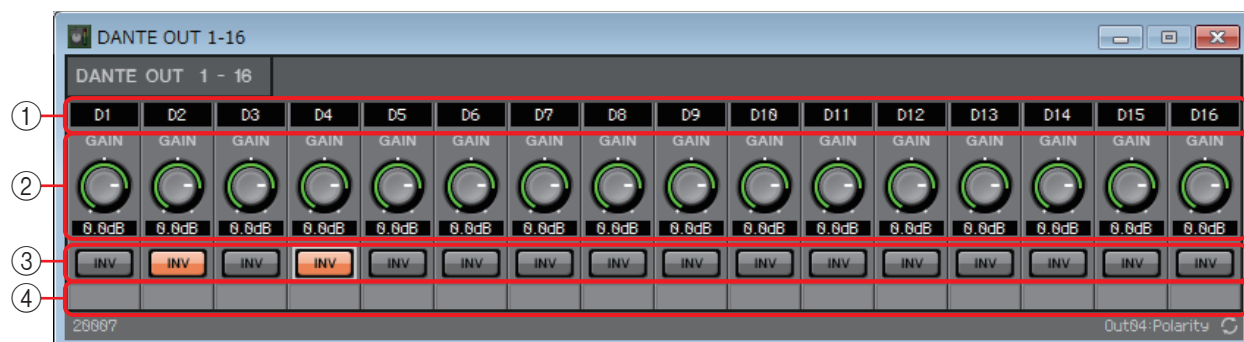 DANTE OUT 1-16
DANTE OUT 1 - 16
① D1 D2 D3 D4 D5 D6 D7 D8 D9 D10 D11 D12 D13 D14 D15 D16
GAIN GAIN GAIN GAIN GAIN GAIN GAIN GAIN GAIN GAIN GAIN GAIN GAIN GAIN GAIN GAIN
②
0.0dB 0.0dB 0.0dB 0.0dB 0.0dB 0.0dB 0.0dB 0.0dB 0.0dB 0.0dB 0.0dB 0.0dB 0.0dB 0.0dB 0.0dB 0.0dB
③ INV INV INV INV INV INV INV INV INV INV INV INV INV INV INV INV
④
20007 Out04:Polarity